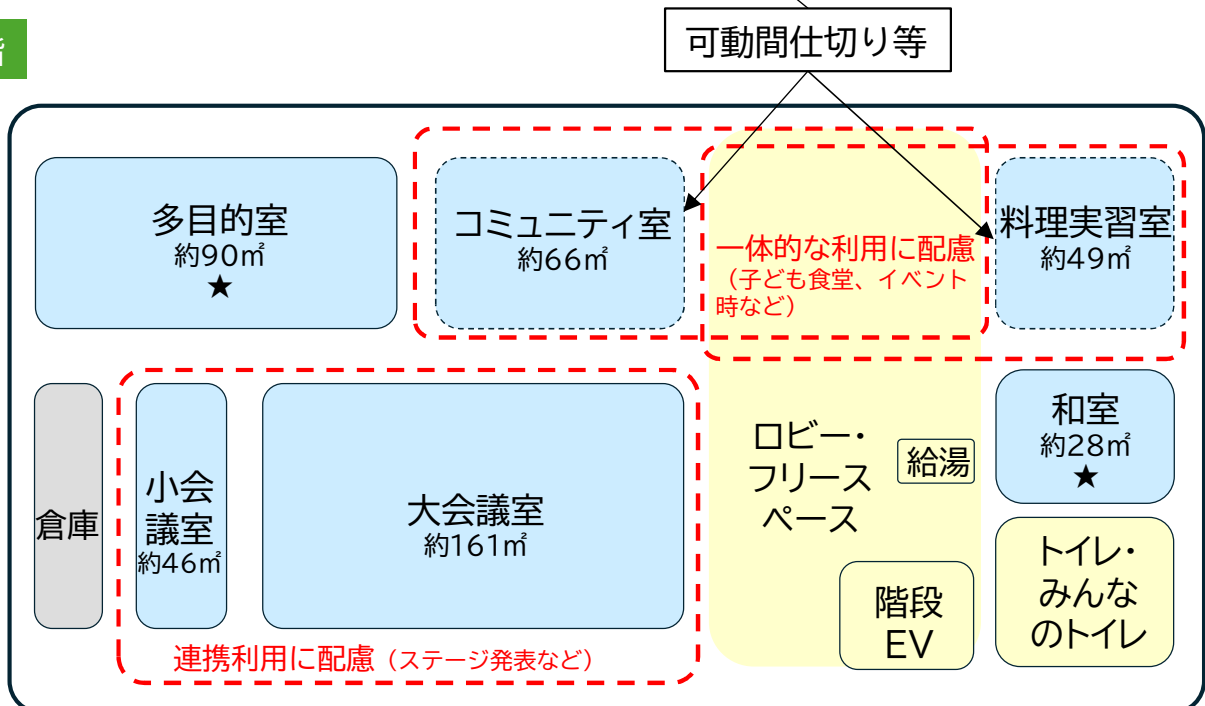 可動間仕切り等
階
多目的室
約90㎡
★
コミュニティ室
約66㎡
一体的な利用に配慮
（子ども食堂、イベント
時など）
料理実習室
約49㎡
倉庫
小会
議室
約46㎡
大会議室
約161㎡
連携利用に配慮（ステージ発表など）
ロビー・
フリース
ペース
給湯
階段
EV
和室
約28㎡
★
トイレ・
みんな
のトイレ